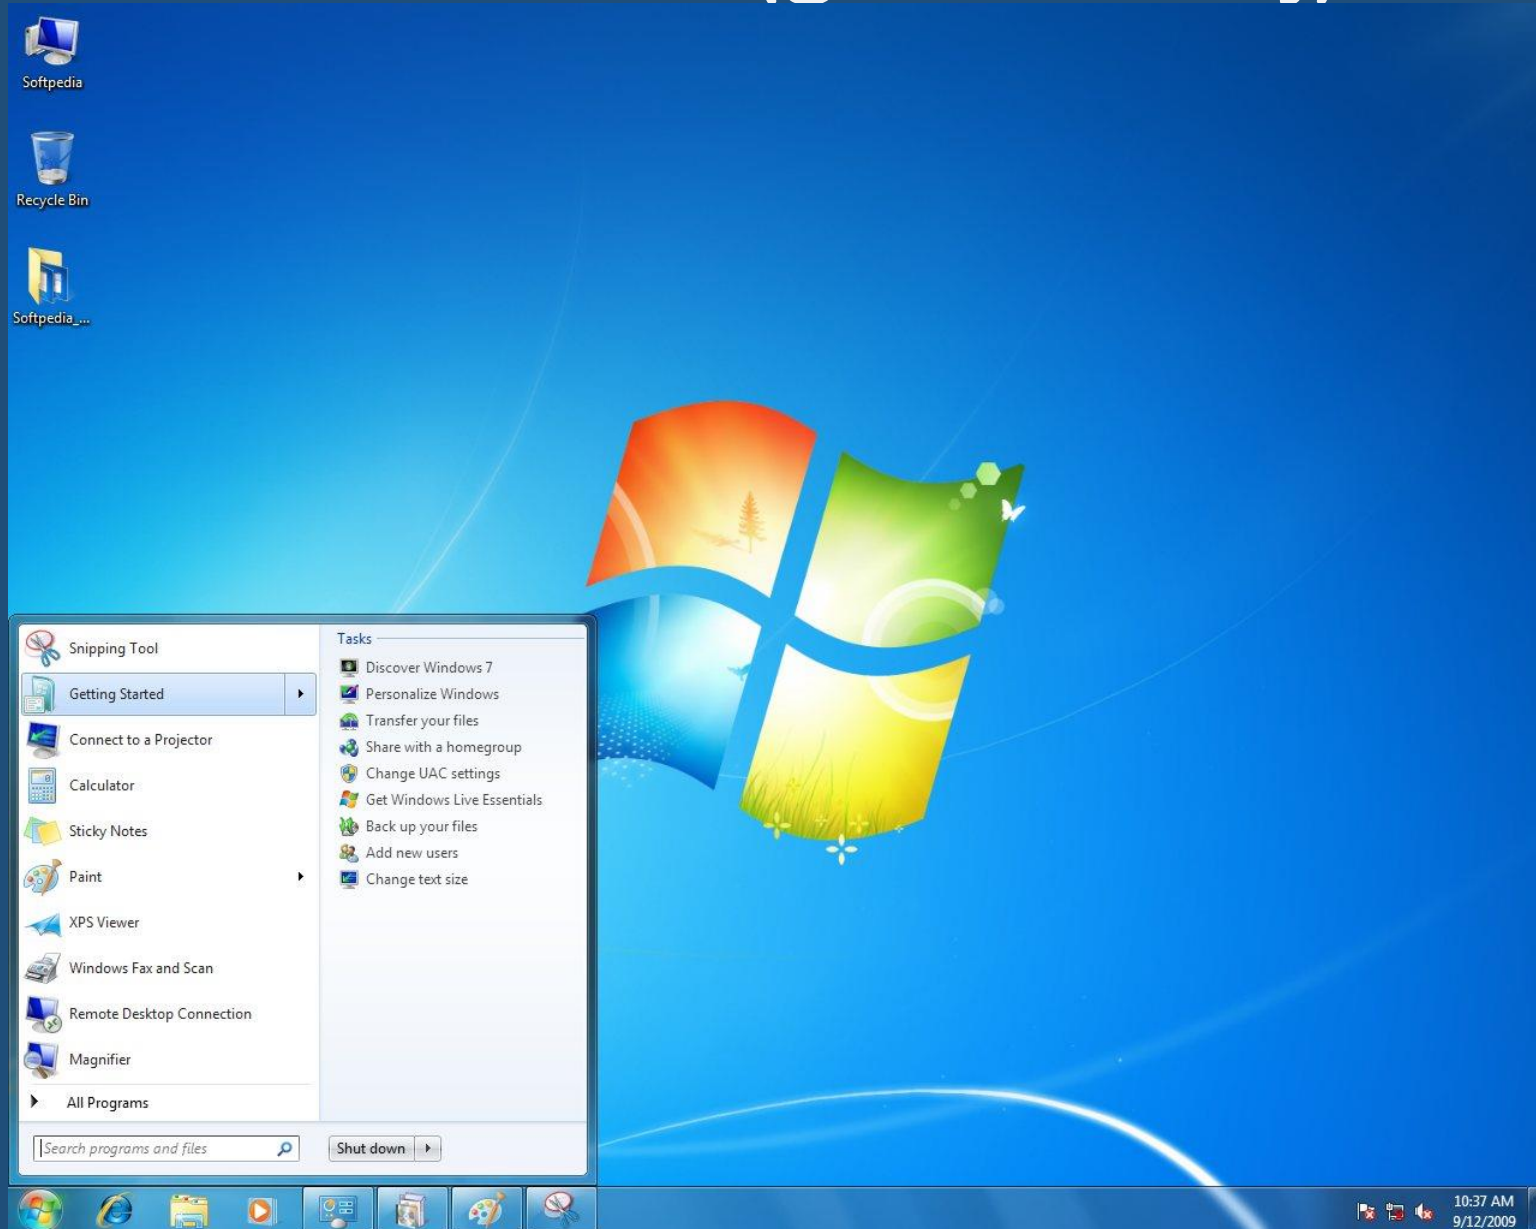 Softpedia
Recycle Bin
Softpedia_...
Snipping Tool
Getting Started
Connect to a Projector
Calculator
Sticky Notes
Paint
XPS Viewer
Windows Fax and Scan
Remote Desktop Connection
Magnifier
All Programs
Search programs and files
Tasks
Discover Windows 7
Personalize Windows
Transfer your files
Share with a homegroup
Change UAC settings
Get Windows Live Essentials
Back up your files
Add new users
Change text size
Shut down
10:37 AM
9/12/2009